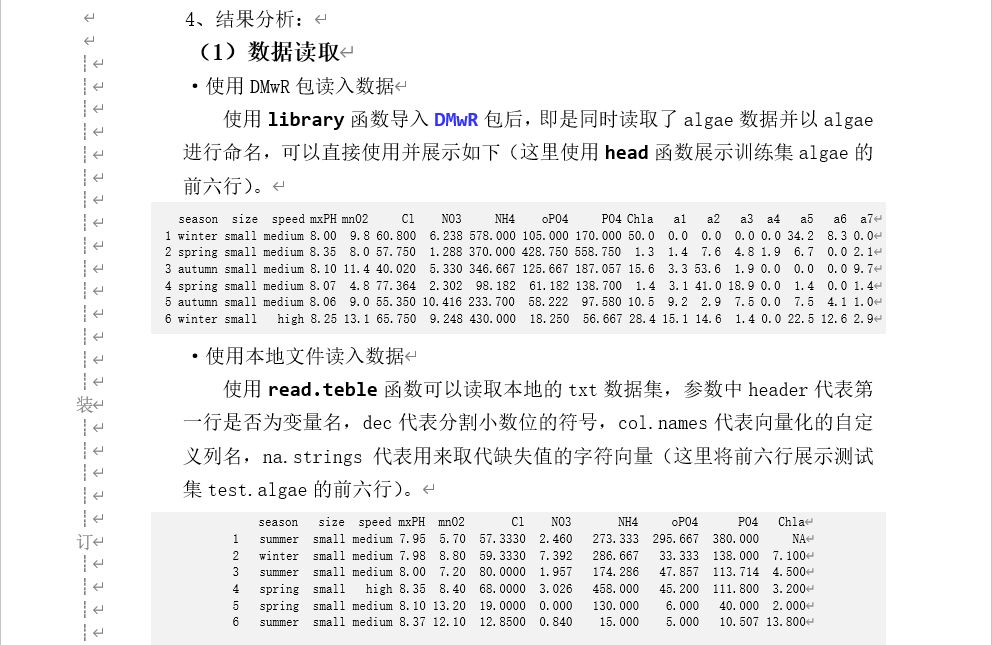 4、结果分析：
（1）数据读取
·使用 DMwR 包读入数据
使用 library 函数导入 DMwR 包后，即是同时读取了 algae 数据并以 algae
进行命名，可以直接使用并展示如下（这里使用 head 函数展示训练集 algae 的
前六行）。
season size speed mxPH mnO2 Cl NO3 NH4 oPO4 PO4 Chla a1 a2 a3 a4 a5 a6 a7
1 winter small medium 8.00 9.8 60.800 6.238 578.000 105.000 170.000 50.0 0.0 0.0 0.0 0.0 34.2 8.3 0.0
2 spring small medium 8.35 8.0 57.750 1.288 370.000 428.750 558.750 1.3 1.4 7.6 4.8 1.9 6.7 0.0 2.1
3 autumn small medium 8.10 11.4 40.020 5.330 346.667 125.667 187.057 15.6 3.3 53.6 1.9 0.0 0.0 0.0 9.7
4 spring small medium 8.07 4.8 77.364 2.302 98.182 61.182 138.700 1.4 3.1 41.0 18.9 0.0 1.4 0.0 1.4
5 autumn small medium 8.06 9.0 55.350 10.416 233.700 58.222 97.580 10.5 9.2 2.9 7.5 0.0 7.5 4.1 1.0
6 winter small high 8.25 13.1 65.750 9.248 430.000 18.250 56.667 28.4 15.1 14.6 1.4 0.0 22.5 12.6 2.9
·使用本地文件读入数据
使用 read.teble 函数可以读取本地的 txt 数据集，参数中 header 代表第
一行是否为变量名，dec 代表分割小数位的符号，col.names 代表向量化的自定
义列名，na.strings 代表用来取代缺失值的字符向量（这里将前六行展示测试
集 test.algae 的前六行）。
season size speed mxPH mnO2 Cl NO3 NH4 oPO4 PO4 Chla
1 summer small medium 7.95 5.70 57.3330 2.460 273.333 295.667 380.000 NA
2 winter small medium 7.98 8.80 59.3330 7.392 286.667 33.333 138.000 7.100
3 summer small medium 8.00 7.20 80.0000 1.957 174.286 47.857 113.714 4.500
4 spring small high 8.35 8.40 68.0000 3.026 458.000 45.200 111.800 3.200
5 spring small medium 8.10 13.20 19.0000 0.000 130.000 6.000 40.000 2.000
6 summer small medium 8.37 12.10 12.8500 0.840 15.000 5.000 10.507 13.800
装
订